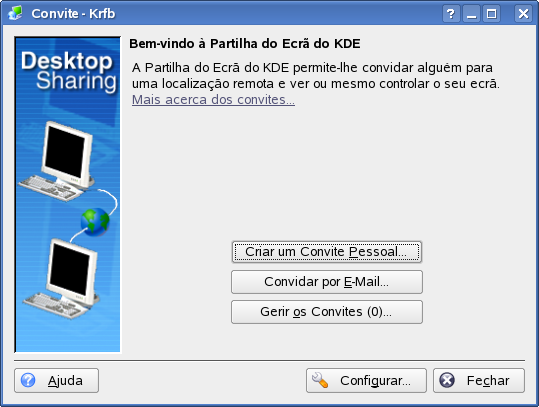 Convite - Krfb
Desktop
Sharing
Bem-vindo à Partilha do Ecrã do KDE
A Partilha do Ecrã do KDE permite-lhe convidar alguém para
uma localização remota e ver ou mesmo controlar o seu ecrã.
Mais acerca dos convites...
Criar um Convite Pessoal...
Convidar por E-Mail...
Gerir os Convites (0)...
Ajuda
Configurar...
Fechar